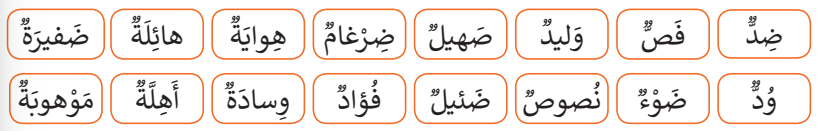 ضِدٌّ فَصٌّ وَليدٌ صَهيلٌ ضِرْغامٌ هِوايَةٌ هائِلَةٌ ضَفيرَةٌ
وُدٌّ ضَوْءٌ نُصوصٌ ضَئيلٌ فُؤادٌ وِسادَةٌ أَهِلَّةٌ مَوْهوبَةٌ